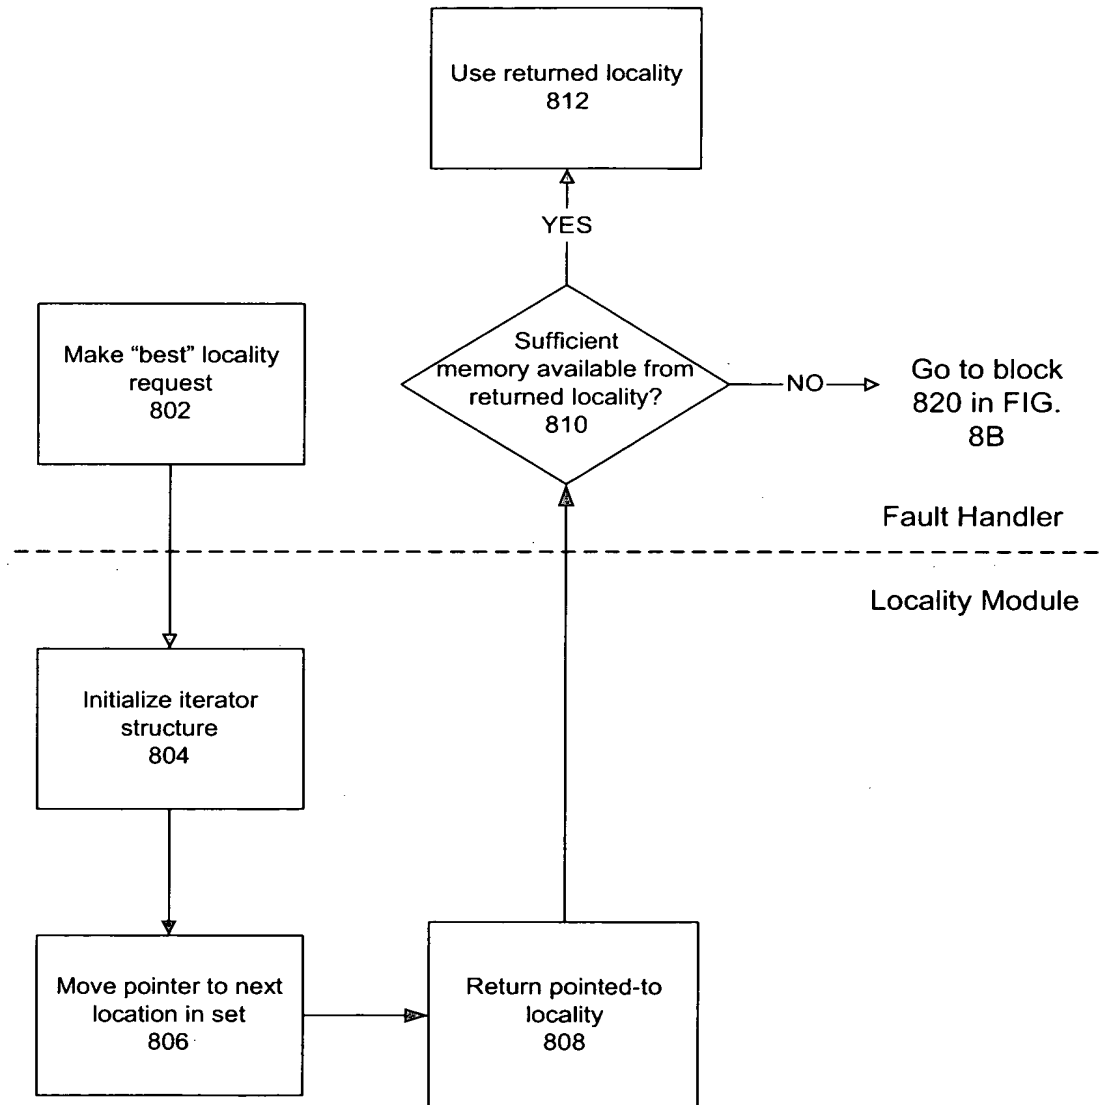 Use returned locality
812
YES
Make “best” locality
request
802
Sufficient
memory available from
returned locality?
810
NO
Go to block
820 in FIG.
8B
Fault Handler
Locality Module
Initialize iterator
structure
804
Move pointer to next
location in set
806
Return pointed-to
locality
808